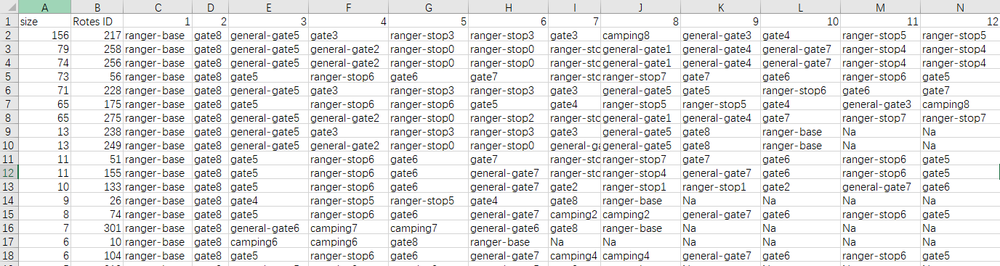 A B C D E F G H I J K L M N
1 size Rotes ID 1 2 3 4 5 6 7 8 9 10 11 12
2 156 217 ranger-base gate8 general-gate5 gate3 ranger-stop3 ranger-stop3 gate3 camping8 general-gate3 gate4 ranger-stop5 ranger-stop5
3 79 258 ranger-base gate8 general-gate5 general-gate2 ranger-stop0 ranger-stop0 ranger-stc general-gate1 general-gate4 general-gate7 ranger-stop4 ranger-stop4
4 74 256 ranger-base gate8 general-gate5 general-gate2 ranger-stop0 ranger-stop0 ranger-stc general-gate1 general-gate4 general-gate7 ranger-stop4 ranger-stop4
5 73 56 ranger-base gate8 gate5 ranger-stop6 gate6 gate7 ranger-stc ranger-stop7 gate7 gate6 ranger-stop6 gate5
6 71 228 ranger-base gate8 general-gate5 gate3 ranger-stop3 ranger-stop3 gate3 general-gate5 gate5 ranger-stop6 gate6 gate7
7 65 175 ranger-base gate8 gate5 ranger-stop6 ranger-stop6 gate5 gate4 ranger-stop5 ranger-stop5 gate4 general-gate3 camping8
8 65 275 ranger-base gate8 general-gate5 general-gate2 ranger-stop0 ranger-stop2 ranger-stc general-gate1 general-gate4 gate7 ranger-stop7 ranger-stop7
9 13 238 ranger-base gate8 general-gate5 gate3 ranger-stop3 ranger-stop3 gate3 general-gate5 gate8 ranger-base Na Na
10 13 249 ranger-base gate8 general-gate5 general-gate2 ranger-stop0 ranger-stop0 general-ga general-gate5 gate8 ranger-base Na Na
11 11 51 ranger-base gate8 gate5 ranger-stop6 gate6 gate7 ranger-stc ranger-stop7 gate7 gate6 ranger-stop6 gate5
12 11 155 ranger-base gate8 gate5 ranger-stop6 gate6 general-gate7 ranger-stc ranger-stop4 general-gate7 gate6 ranger-stop6 gate5
13 10 133 ranger-base gate8 gate5 ranger-stop6 gate6 general-gate7 gate2 ranger-stop1 ranger-stop1 gate2 general-gate7 gate6
14 9 26 ranger-base gate8 gate4 ranger-stop5 ranger-stop5 gate4 gate8 ranger-base Na Na Na Na
15 8 74 ranger-base gate8 gate5 ranger-stop6 gate6 general-gate7 camping2 camping2 general-gate7 gate6 ranger-stop6 gate5
16 7 301 ranger-base gate8 general-gate6 camping7 camping7 general-gate6 gate8 ranger-base Na Na Na Na
17 6 10 ranger-base gate8 camping6 camping6 gate8 ranger-base Na Na Na Na Na Na
18 6 104 ranger-base gate8 gate5 ranger-stop6 gate6 general-gate7 camping4 camping4 general-gate7 gate6 ranger-stop6 gate5